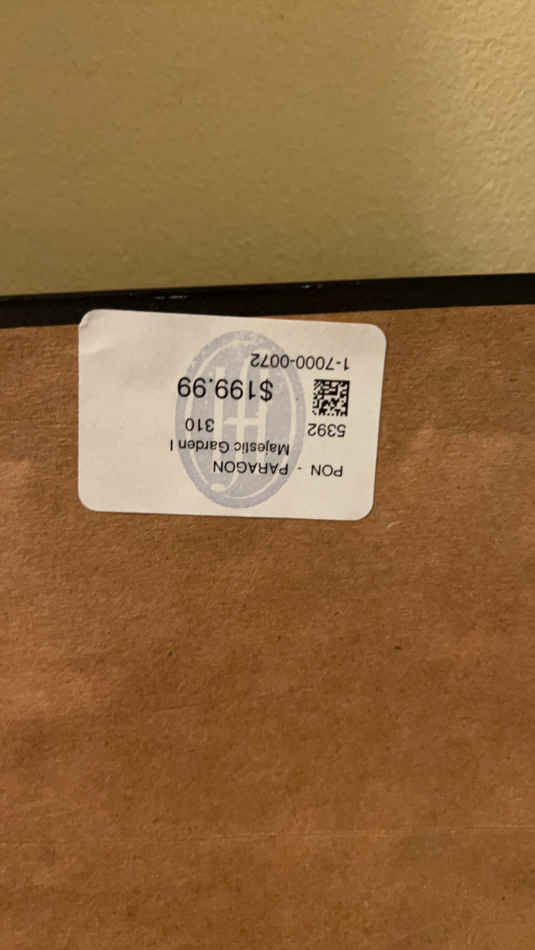 PON - PARAGON
Majestic Garden I
5392 310
$199.99
1-7000-0072